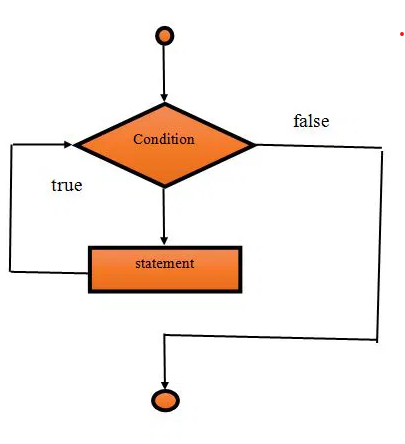 Condition
false
true
statement